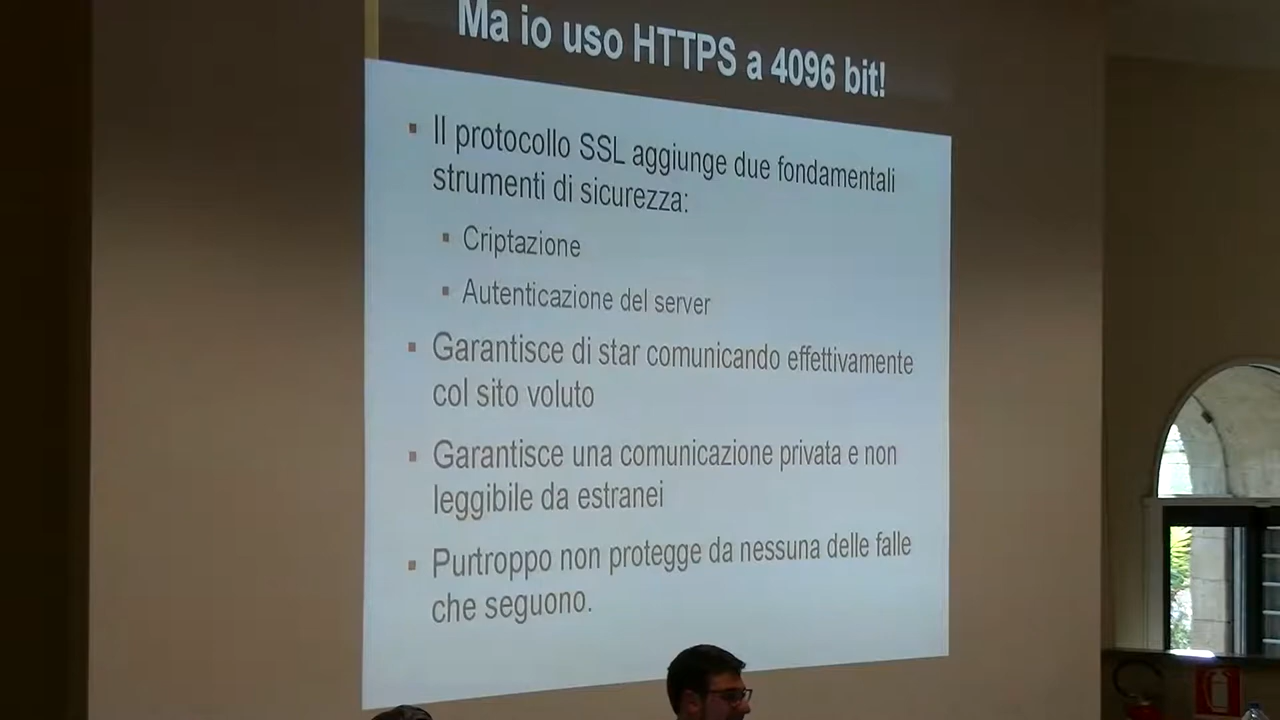 Ma io uso HTTPS a 4096 bit!
Il protocollo SSL aggiunge due fondamentali
strumenti di sicurezza:
Criptazione
Autenticazione del server
Garantisce di star comunicando effettivamente
col sito voluto
Garantisce una comunicazione privata e non
leggibile da estranei
Purtroppo non protegge da nessuna delle falle
che seguono.